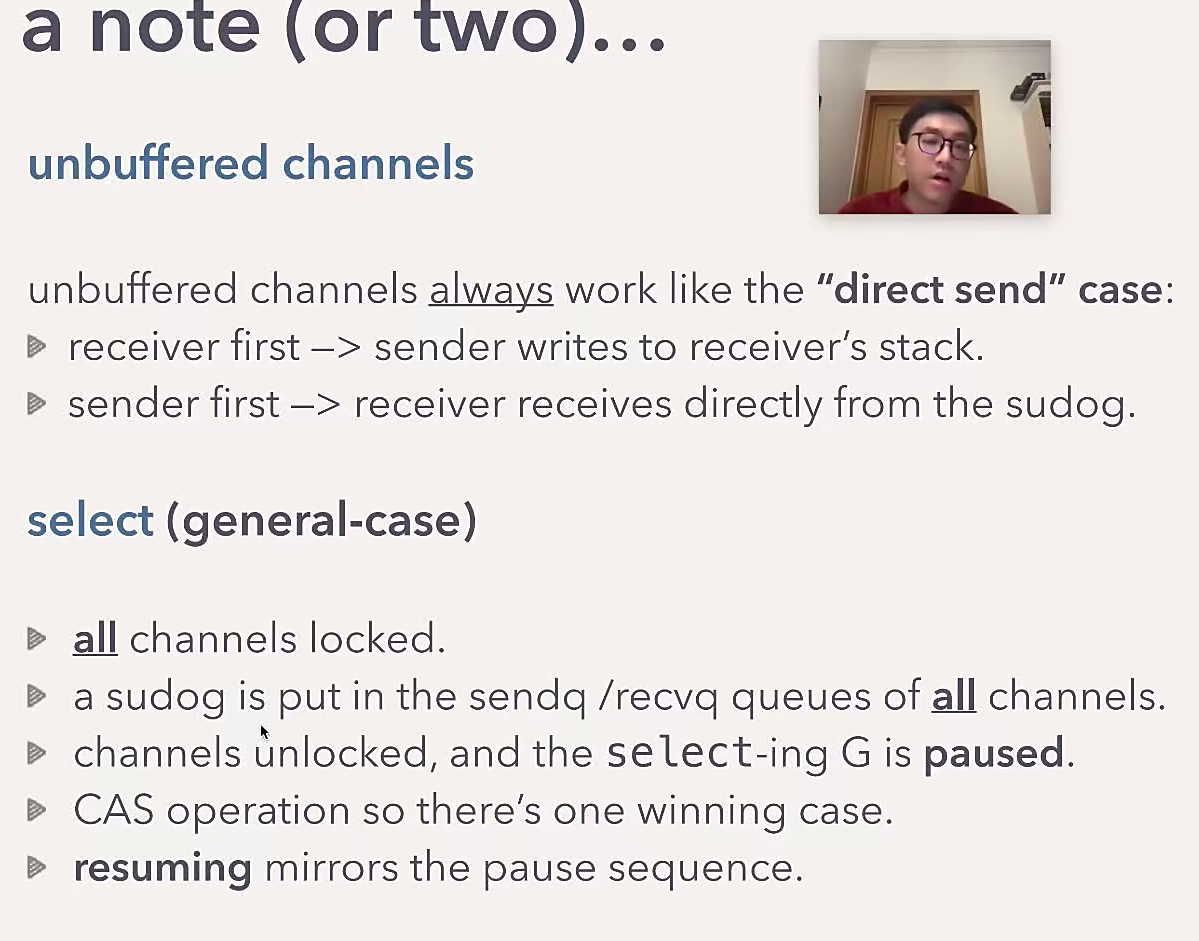 a note (or two)...
unbuffered channels
unbuffered channels always work like the “direct send” case:
receiver first —> sender writes to receiver’s stack.
sender first —> receiver receives directly from the sudog.
select (general-case)
all channels locked.
a sudog is put in the sendq /recvq queues of all channels.
channels unlocked, and the select-ing G is paused.
CAS operation so there’s one winning case.
resuming mirrors the pause sequence.